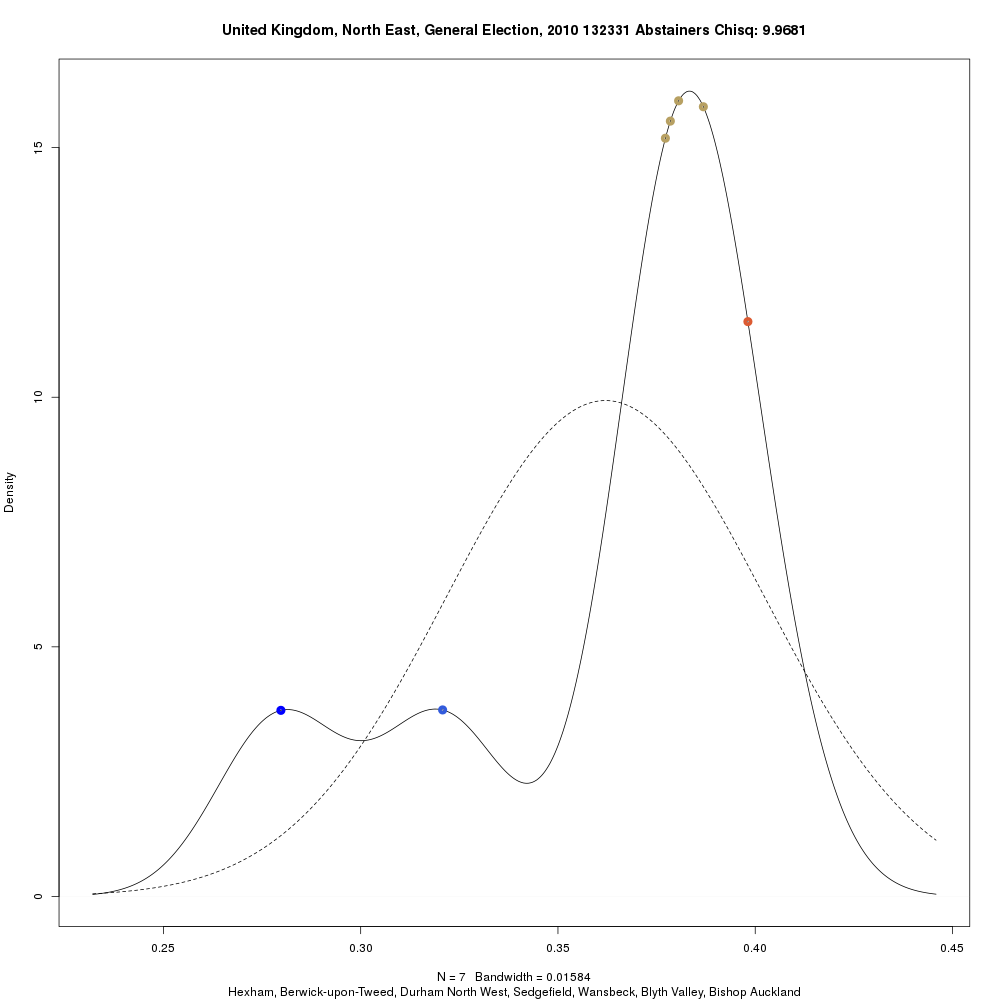 United Kingdom, North East, General Election, 2010 132331 Abstainers Chisq: 9.9681
Density
15
10
5
0
0.25 0.30 0.35 0.40 0.45
N = 7 Bandwidth = 0.01584
Hexham, Berwick-upon-Tweed, Durham North West, Sedgefield, Wansbeck, Blyth Valley, Bishop Auckland